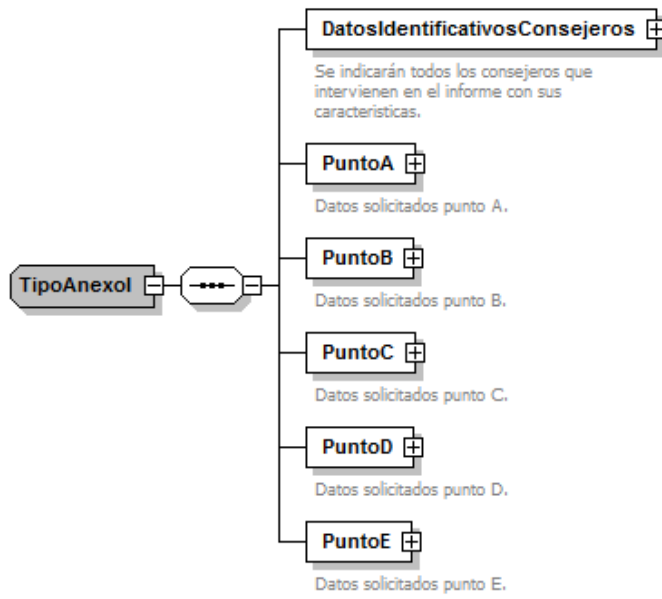 DatosIdentificativosConsejeros
Se indicarán todos los consejeros que
intervienen en el informe con sus
caracteristicas.
PuntoA
Datos solicitados punto A.
PuntoB
Datos solicitados punto B.
TipoAnexoI
PuntoC
Datos solicitados punto C.
PuntoD
Datos solicitados punto D.
PuntoE
Datos solicitados punto E.